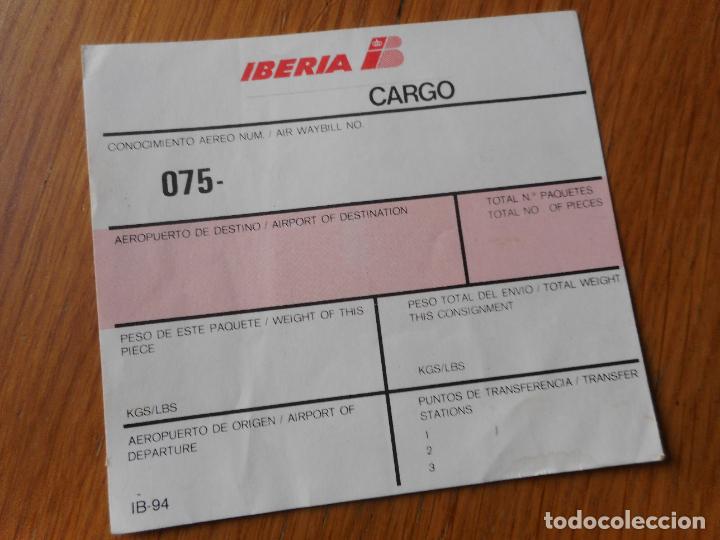 IBERIA IB
CARGO
CONOCIMIENTO AEREO NUM. / AIR WAYBILL NO.
075-
AEROPUERTO DE DESTINO / AIRPORT OF DESTINATION
TOTAL N.º PAQUETES
TOTAL NO OF PIECES
PESO DE ESTE PAQUETE / WEIGHT OF THIS
PIECE
KGS/LBS
PESO TOTAL DEL ENVIO / TOTAL WEIGHT
THIS CONSIGNMENT
KGS/LBS
AEROPUERTO DE ORIGEN / AIRPORT OF
DEPARTURE
PUNTOS DE TRANSFERENCIA / TRANSFER
STATIONS
1
2
3
IB-94
todocoleccion.net